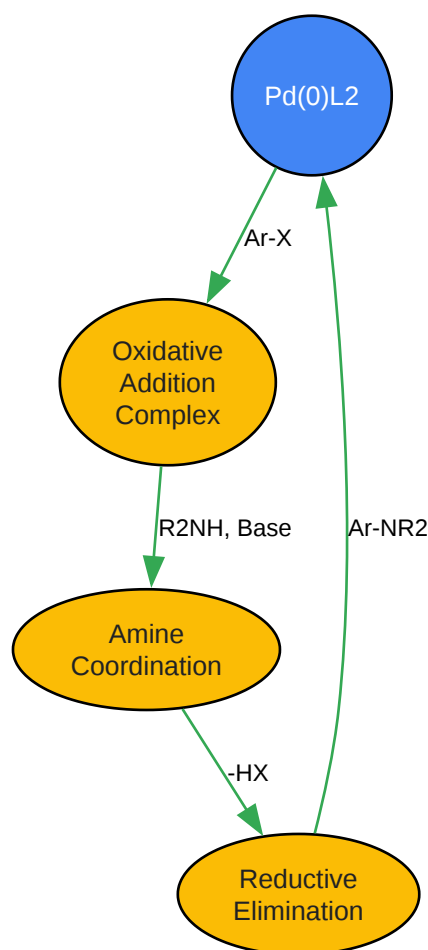 Pd(0)L2
Ar-X
Oxidative
Addition
Complex
R2NH, Base
Ar-NR2
Amine
Coordination
-HX
Reductive
Elimination